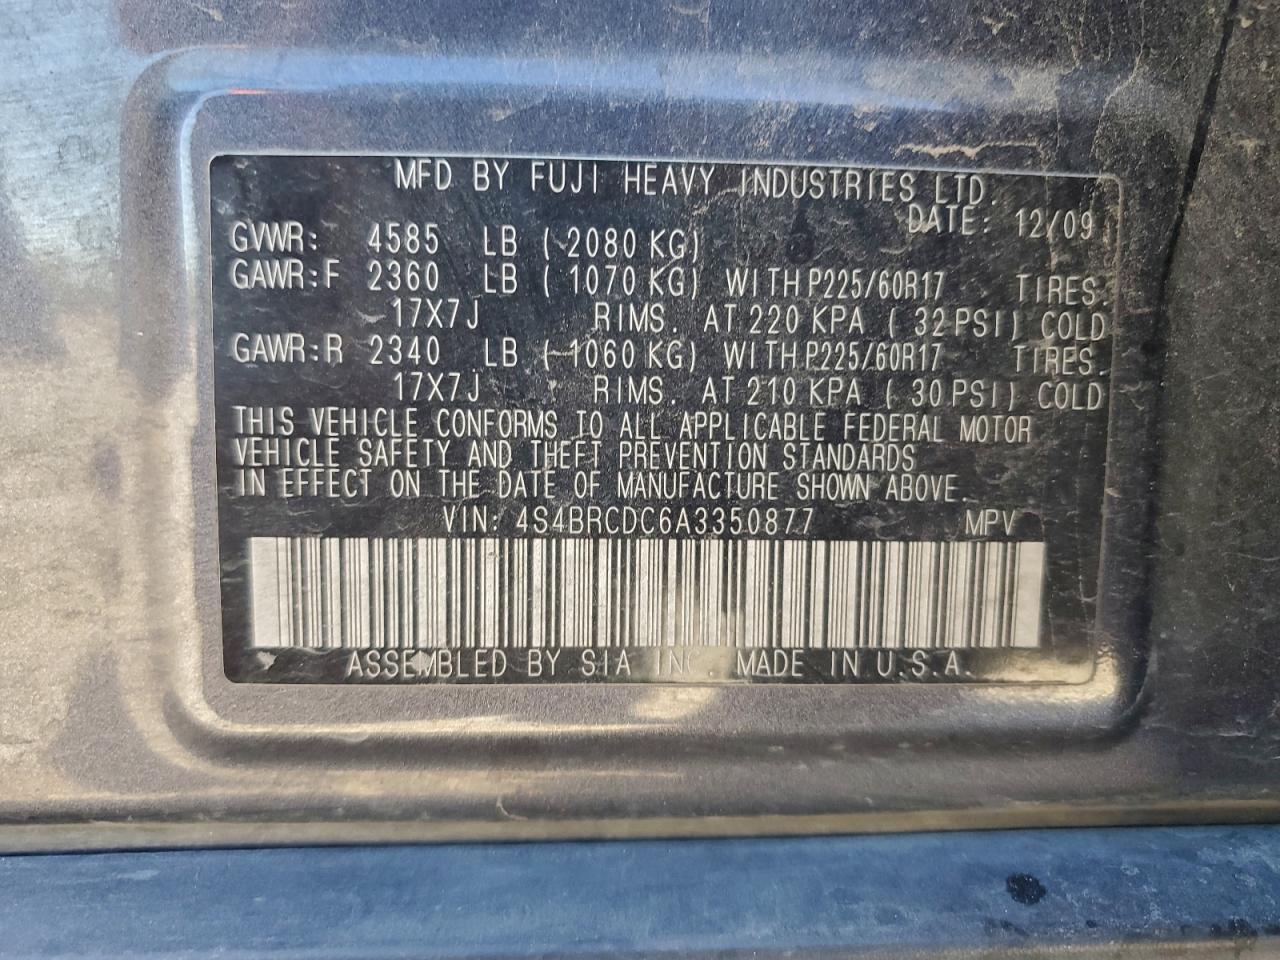 MFD BY FUJI HEAVY INDUSTRIES LTD.
DATE: 12/09
GVWR: 4585 LB (2080 KG)
GAWR:F 2360 LB (1070 KG) WITH P225/60R17 TIRES.
17X7J RIMS. AT 220 KPA (32 PSI) COLD
GAWR:R 2340 LB (1060 KG) WITH P225/60R17 TIRES.
17X7J RIMS. AT 210 KPA (30 PSI) COLD
THIS VEHICLE CONFORMS TO ALL APPLICABLE FEDERAL MOTOR
VEHICLE SAFETY AND THEFT PREVENTION STANDARDS
IN EFFECT ON THE DATE OF MANUFACTURE SHOWN ABOVE.
VIN: 4S4BRCDC6A3350877 MPV
ASSEMBLED BY SIA INC. MADE IN U.S.A.